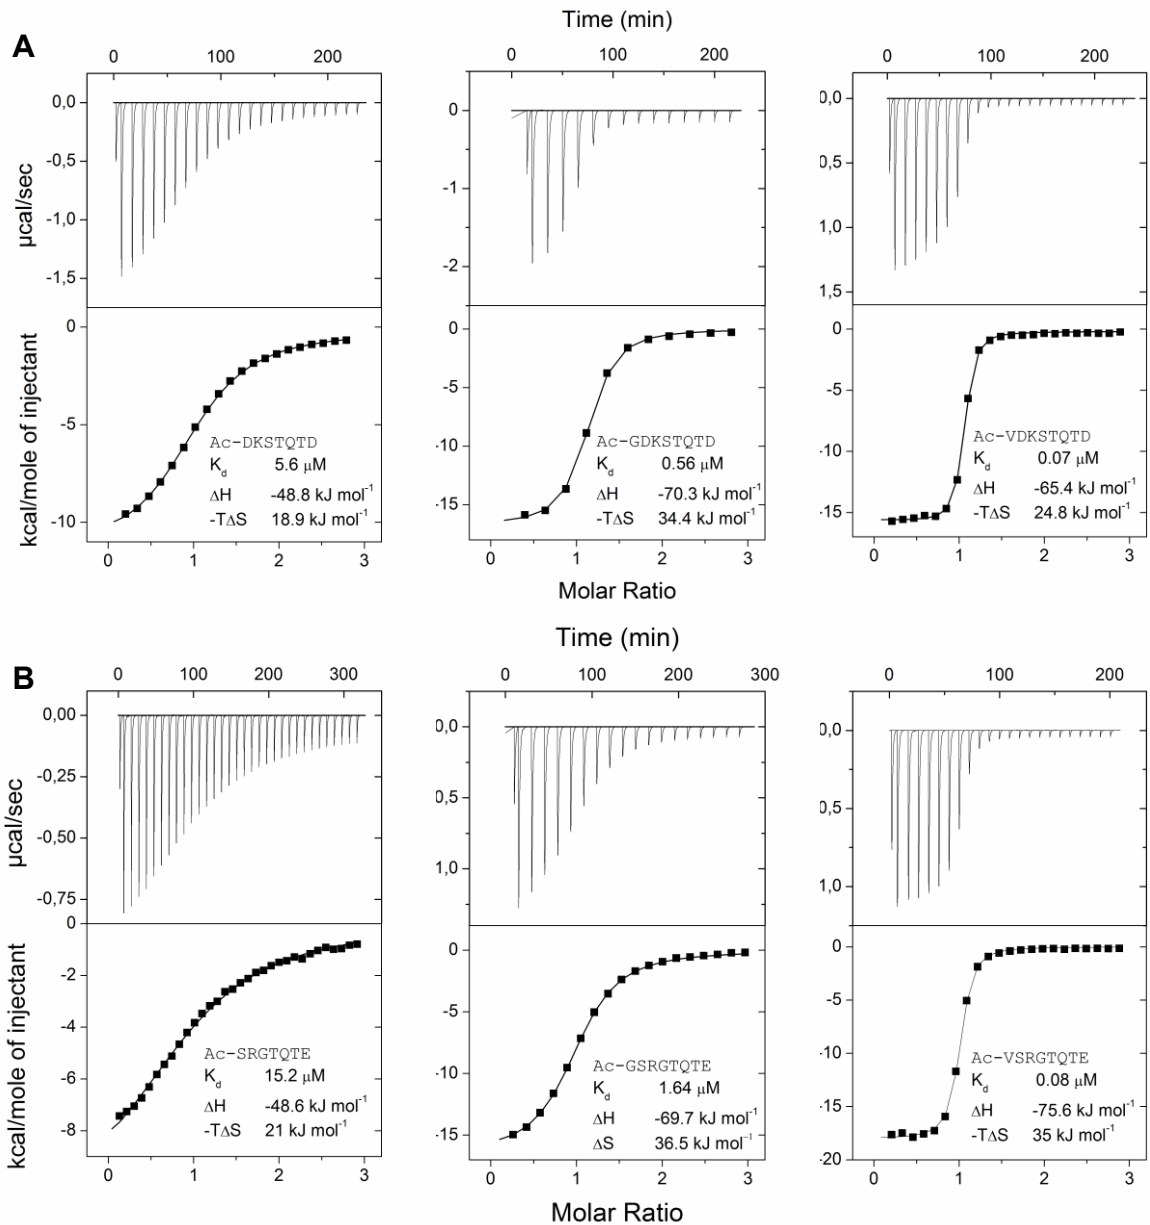 A
Time (min)
0 100 200
0 100 200
0 100 200
µcal/sec
0,0
-0,5
-1,0
-1,5
0
-1
-2
0,0
0,5
1,0
1,5
kcal/mole of injectant
0
-5
-10
Ac-DKSTQTD
Kd 5.6 µM
ΔH -48.8 kJ mol⁻¹
-TΔS 18.9 kJ mol⁻¹
0 1 2 3
0
-5
-10
-15
Ac-GDKSTQTD
Kd 0.56 µM
ΔH -70.3 kJ mol⁻¹
-TΔS 34.4 kJ mol⁻¹
0 1 2 3
0
-5
-10
-15
Ac-VDKSTQTD
Kd 0.07 µM
ΔH -65.4 kJ mol⁻¹
-TΔS 24.8 kJ mol⁻¹
0 1 2 3
Molar Ratio
B
Time (min)
0 100 200 300
0 100 200 300
0 100 200
µcal/sec
0,00
-0,25
-0,50
-0,75
0,0
0,5
1,0
0,0
0,5
1,0
kcal/mole of injectant
0
-2
-4
-6
-8
Ac-SRGTQTE
Kd 15.2 µM
ΔH -48.6 kJ mol⁻¹
-TΔS 21 kJ mol⁻¹
0 1 2 3
0
-5
-10
-15
Ac-GSRGTQTE
Kd 1.64 µM
ΔH -69.7 kJ mol⁻¹
ΔS 36.5 kJ mol⁻¹
0 1 2 3
0
-5
-10
-15
-20
Ac-VSRGTQTE
Kd 0.08 µM
ΔH -75.6 kJ mol⁻¹
-TΔS 35 kJ mol⁻¹
0 1 2 3
Molar Ratio